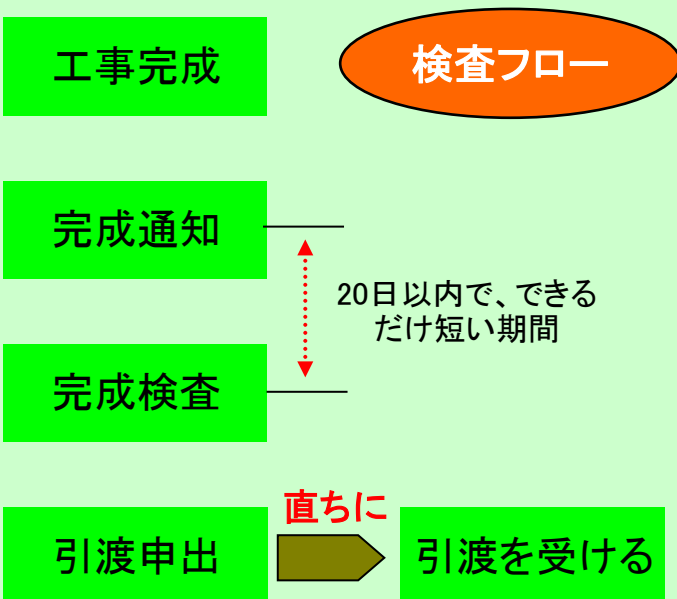 工事完成
検査フロー
完成通知
20日以内で、できる
だけ短い期間
完成検査
直ちに
引渡申出
引渡を受ける